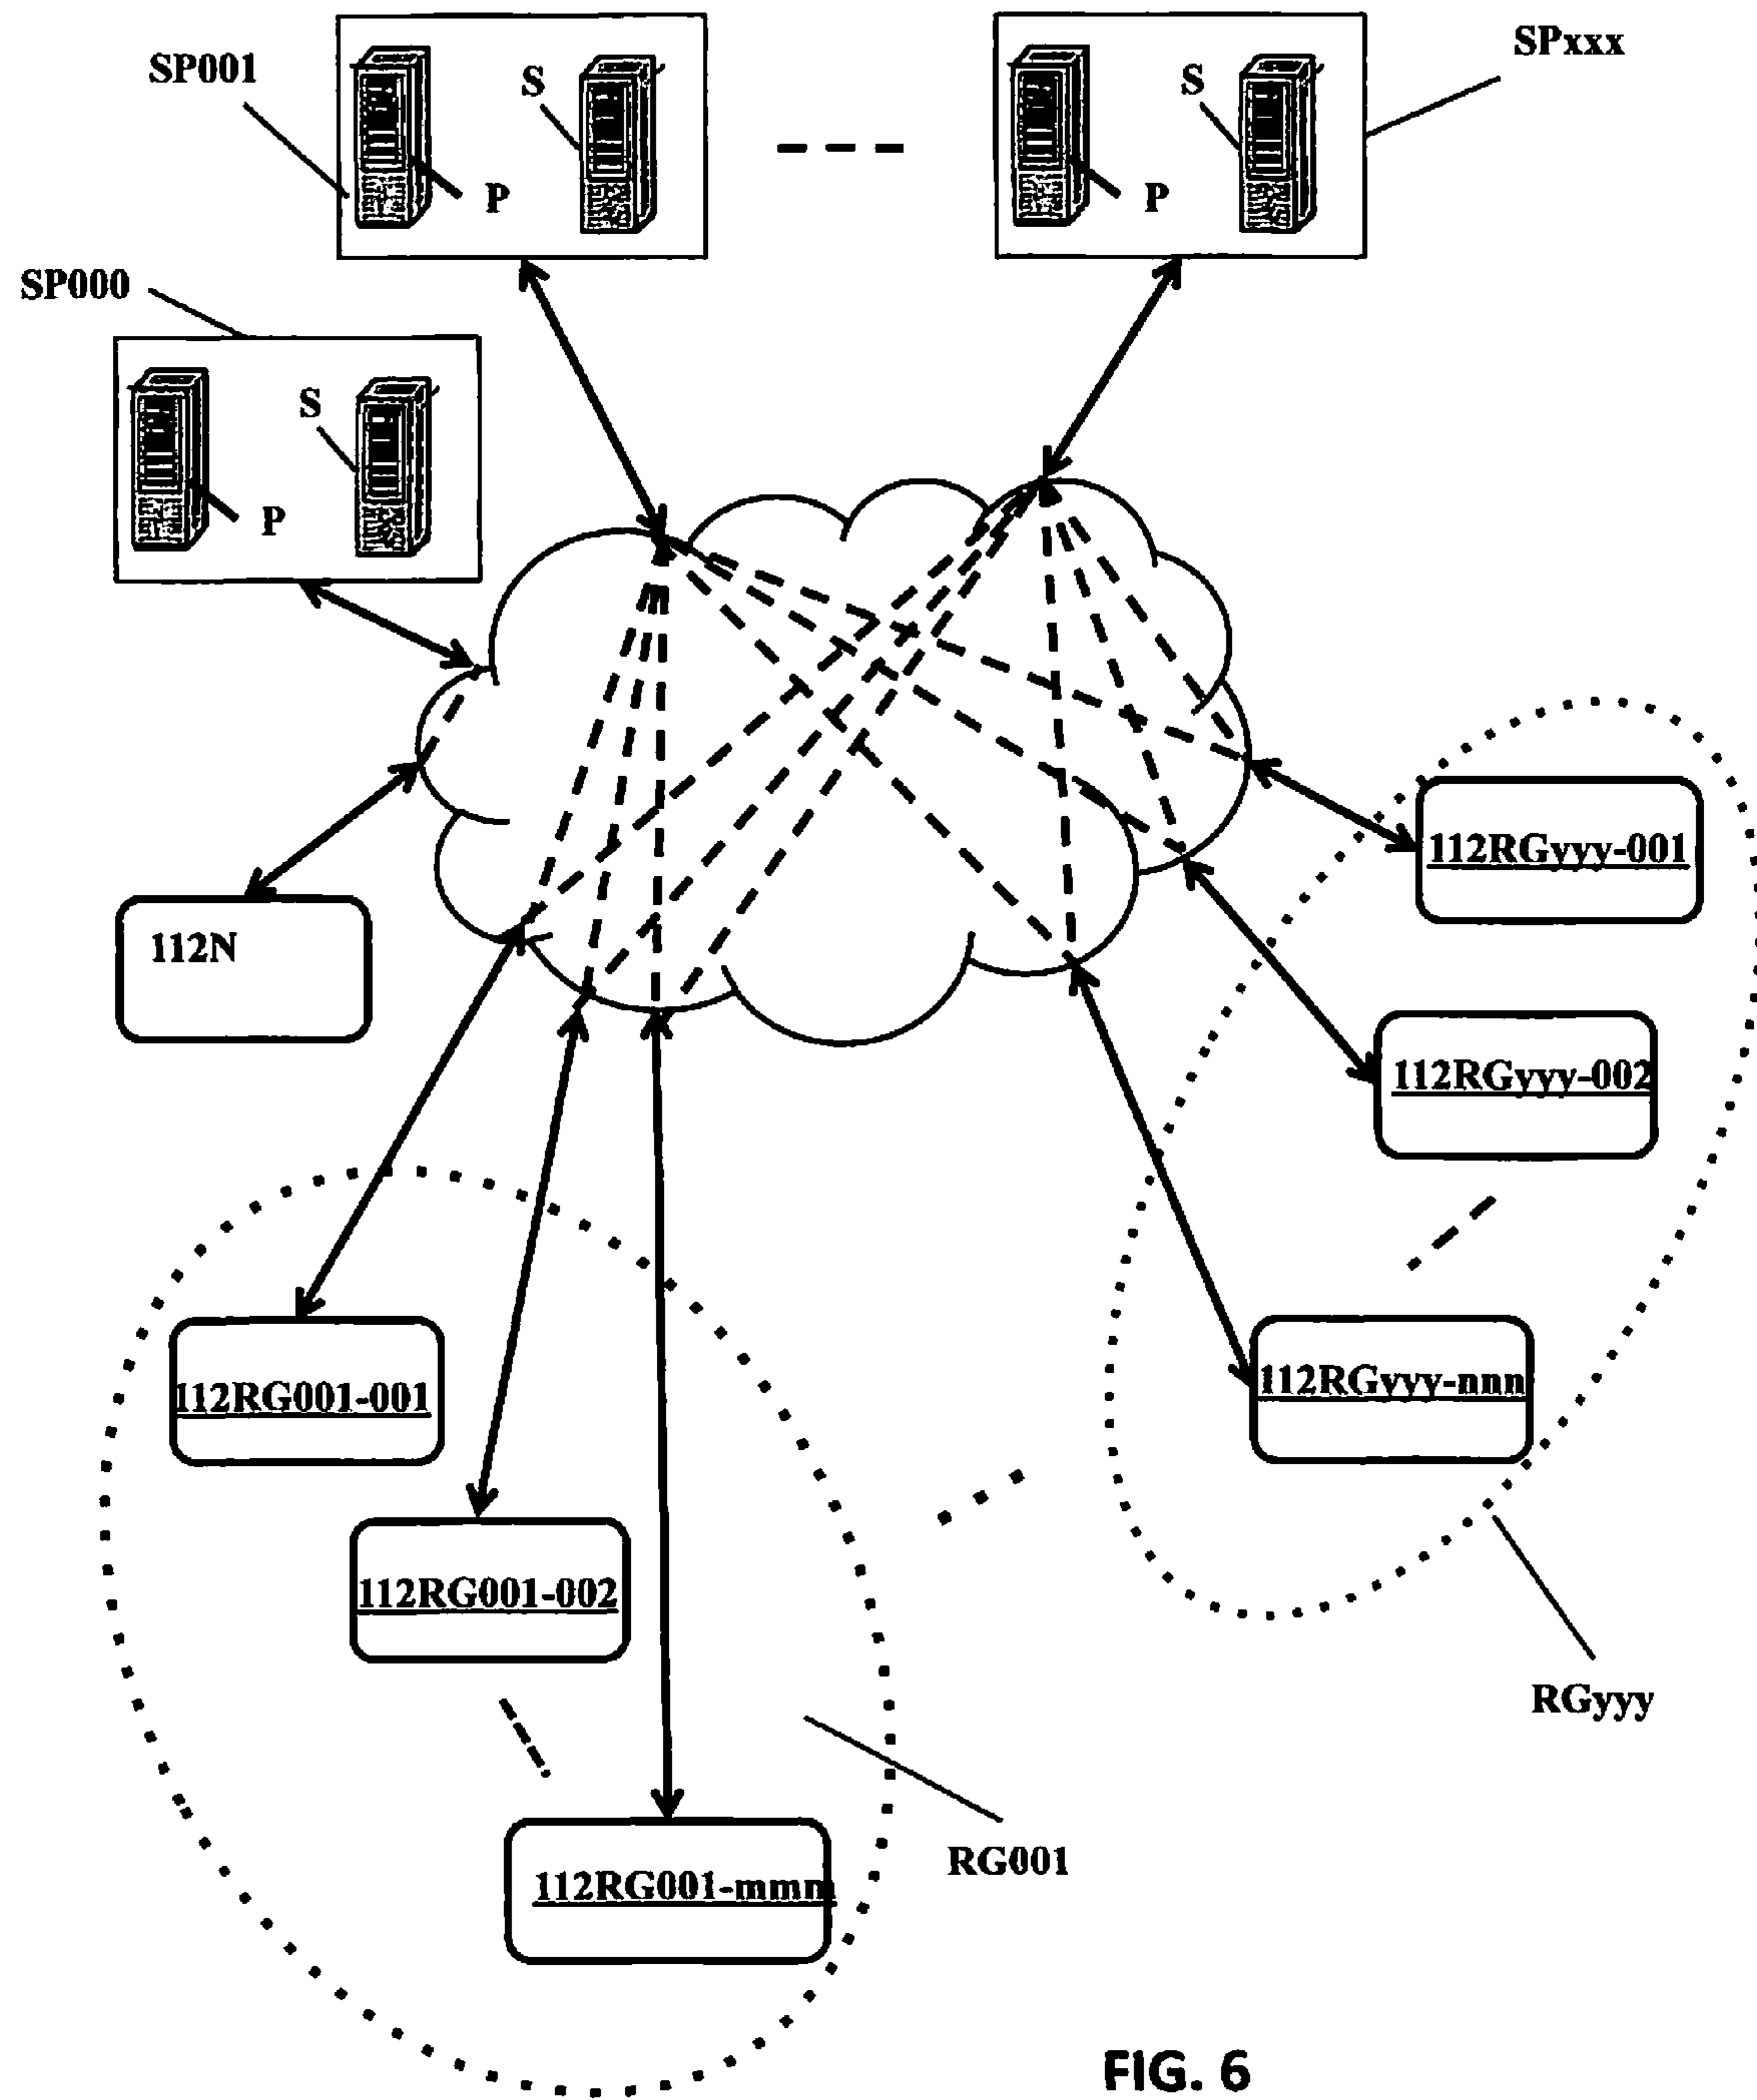 SP001
S
P
SPxxx
S
P
SP000
S
P
112N
112RGyyy-001
112RGyyy-002
112RGyyy-nnn
112RG001-001
112RG001-002
112RG001-mmm
RGyyy
RG001
FIG. 6